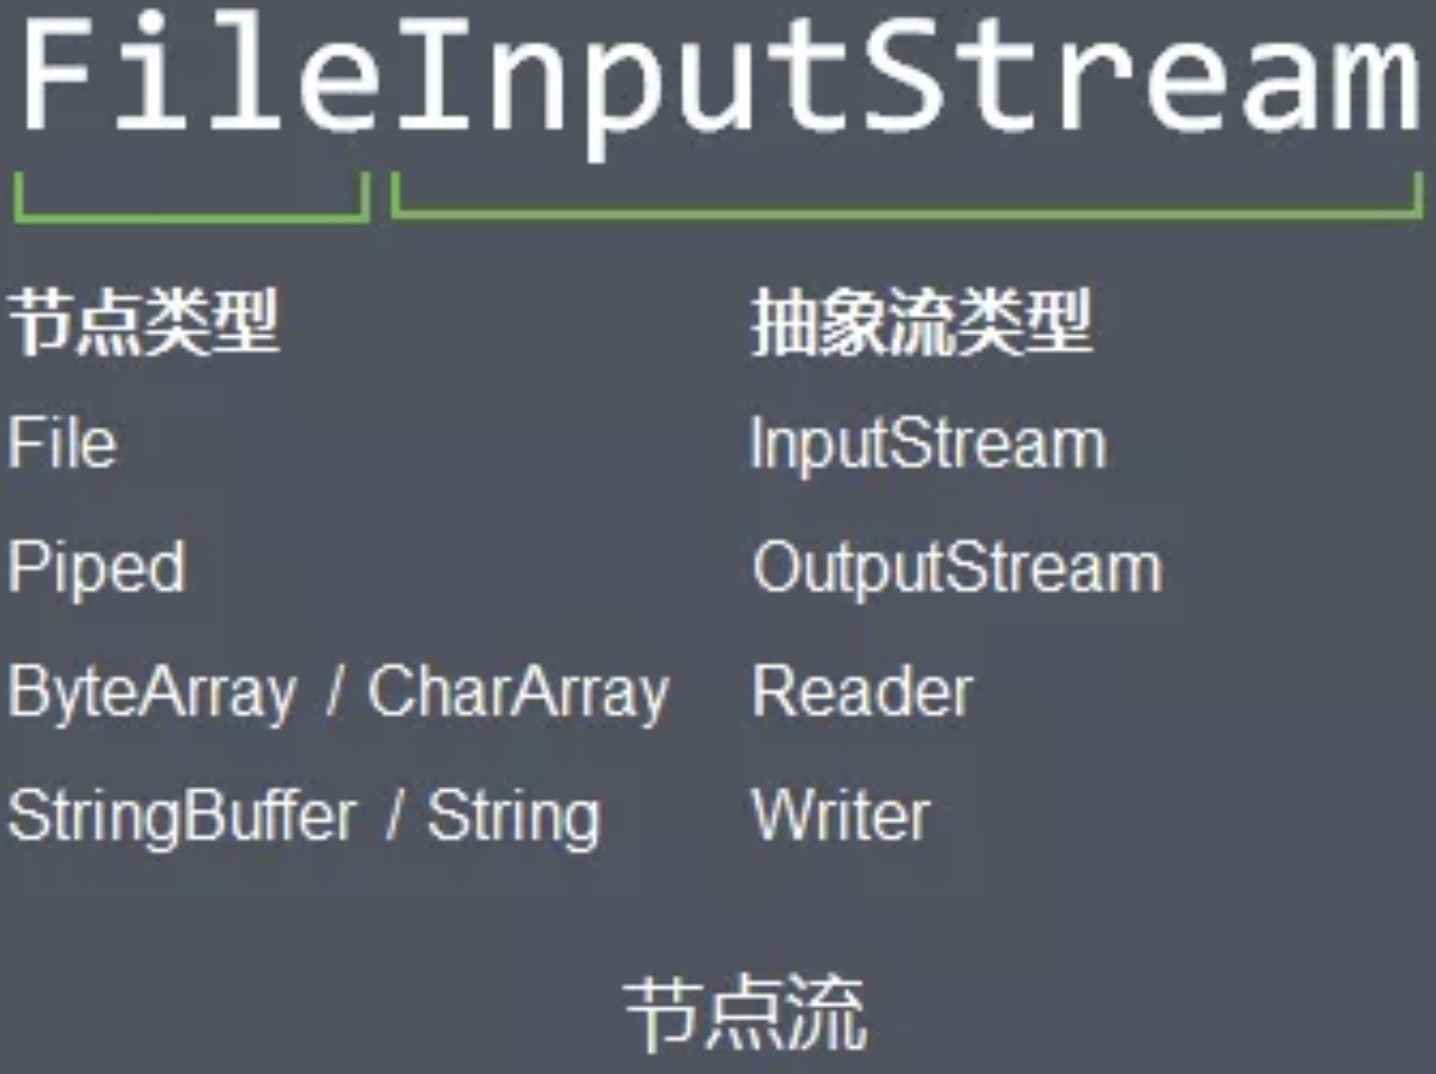 FileInputStream
节点类型 抽象流类型
File InputStream
Piped OutputStream
ByteArray / CharArray Reader
StringBuffer / String Writer
节点流